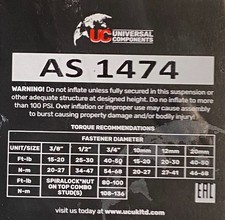 UC UNIVERSAL
COMPONENTS
AS 1474
WARNING! Do not inflate unless fully secured in this suspension or
other adequate structure at designed height. Do no inflate to more
than 100 PSI. Over inflation or improper use may cause assembly
to burst causing property damage and/or bodily injury!
TORQUE RECOMMENDATIONS
FASTENER DIAMETER
UNIT/SIZE 3/8" 1/2" 3/4" 10mm 12mm 20mm
Ft-lb 15-20 25-30 40-50 15-20 20-30 40-50
N-m 20-27 34-47 54-68 20-27 27-41 46-68
Ft-lb SPIRALOCK®NUT 80-100
ON TOP COMBO
N-m STUD(S) 108-136
EAC
visit us today at www.ucukltd.com